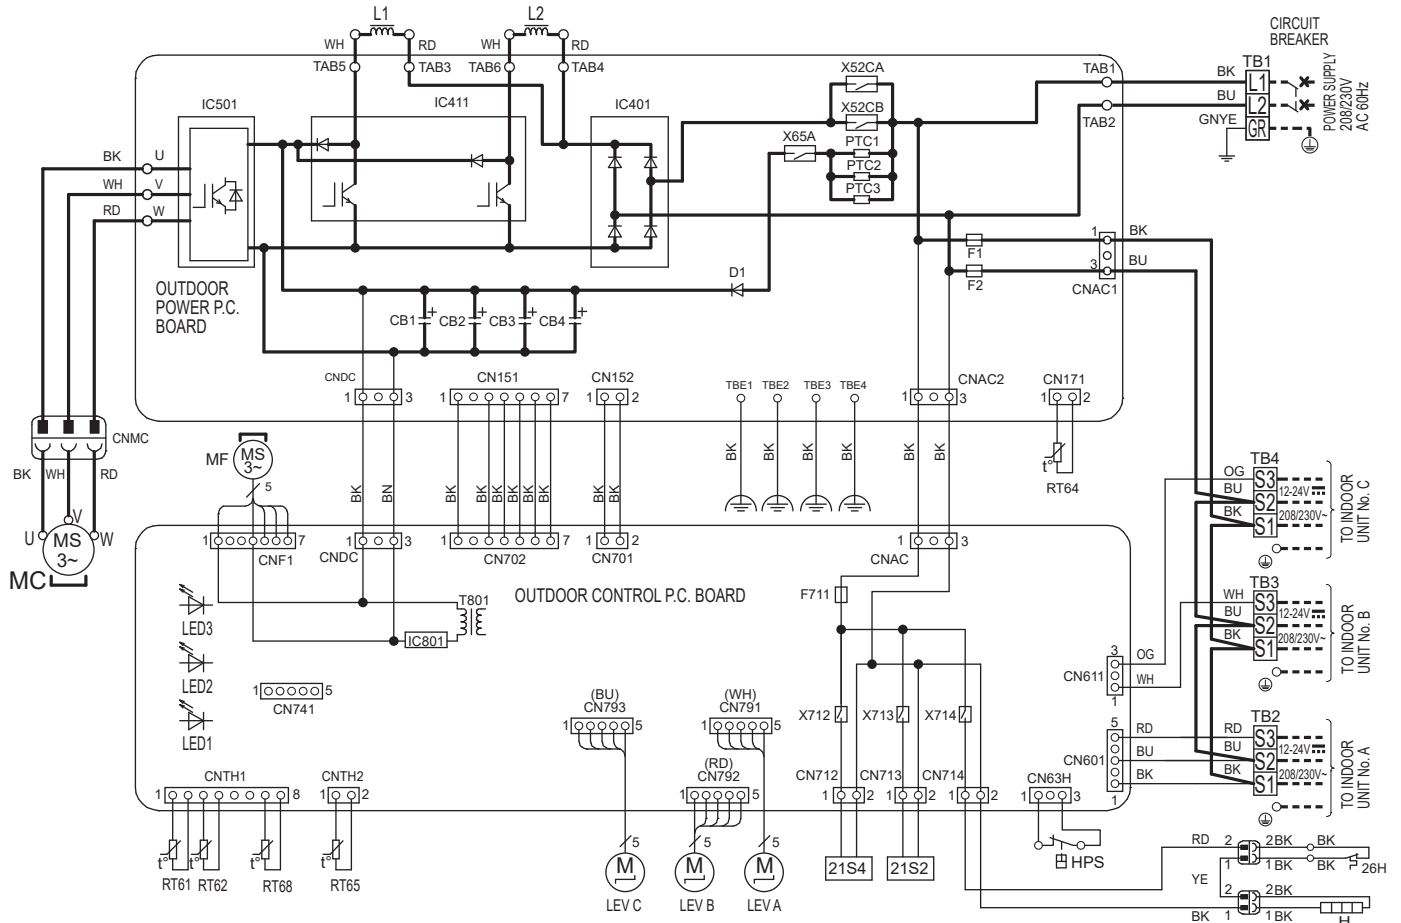 L1
L2
CIRCUIT
BREAKER
WH
RD
WH
RD
TAB5
TAB3
TAB6
TAB4
X52CA
TAB1
BK
TB1
L1
POWER SUPPLY
208/230V
AC 60Hz
IC501
IC411
IC401
X52CB
BU
L2
TAB2
GNYE
GR
X65A
PTC1
PTC2
PTC3
BK
U
WH
V
RD
W
1
BK
F1
BU
3
F2
CNAC1
D1
OUTDOOR
POWER P.C.
BOARD
CB1
+
CB2
+
CB3
+
CB4
+
CNDC
1
3
CN151
1
7
CN152
1
2
TBE1
TBE2
TBE3
TBE4
CNAC2
1
3
CN171
1
2
CNMC
BK
WH
RD
MF
MS
3~
5
BK
BN
BK
BK
BK
BK
BK
BK
BK
BK
BK
BK
BK
BK
BK
BK
t°
RT64
TB4
OG
S3
BU
12-24V
S2
BK
208/230V~
S1
TO INDOOR
UNIT No. C
U
V
W
MS
3~
MC
1
7
CNF1
1
3
CNDC
1
7
CN702
1
2
CN701
1
3
CNAC
TB3
WH
S3
BU
12-24V
S2
BK
208/230V~
S1
TO INDOOR
UNIT No. B
LED3
LED2
LED1
T801
IC801
OUTDOOR CONTROL P.C. BOARD
F711
3
OG
CN611
WH
1
1
5
CN741
(BU)
CN793
1
5
(WH)
CN791
1
5
(RD)
CN792
1
5
X712
X713
X714
5
RD
BU
CN601
BK
1
TB2
RD
S3
BU
12-24V
S2
BK
208/230V~
S1
TO INDOOR
UNIT No. A
CNTH1
1
8
CNTH2
1
2
CN712
1
2
CN713
1
2
CN714
1
2
CN63H
1
3
t°
RT61
t°
RT62
t°
RT68
t°
RT65
5
M
LEV C
5
M
LEV B
5
M
LEV A
21S4
21S2
HPS
RD
2
2
BK
BK
1
1
BK
BK
26H
YE
2
2
BK
BK
1
1
BK
H